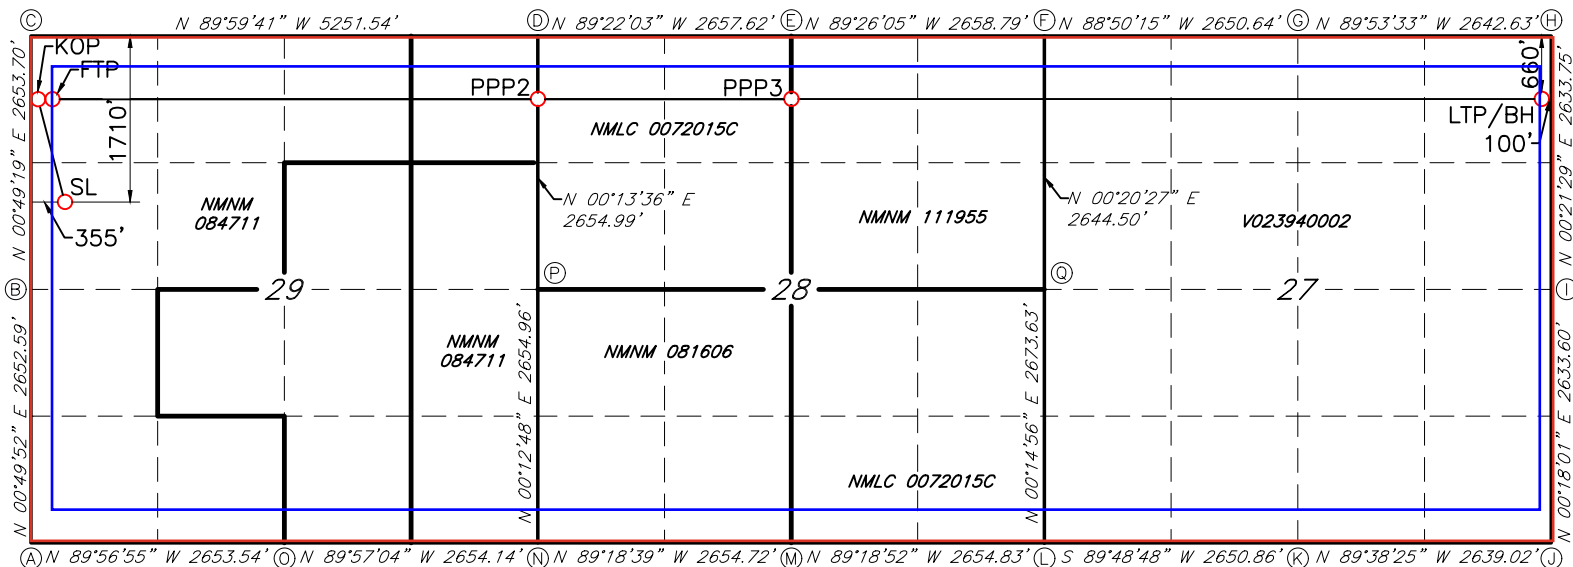 C N 89°59'41" W 5251.54' D N 89°22'03" W 2657.62' E N 89°26'05" W 2658.79' F S 88°50'15" W 2650.64' G N 89°53'33" W 2642.63' H
KOP
FTP
PPP2
PPP3
660'
LTP/BH
100'
1710'
SL
355'
N 00°49'19" E 2653.70'
N 00°21'29" E 2633.75'
NMLC 0072015C
NMNM
084711
N 00°13'36" E
2654.99'
NMNM 111955
N 00°20'27" E
2644.50'
V023940002
B
29
P
28
Q
27
I
NMNM
084711
NMNM 081606
NMLC 0072015C
N 00°49'52" E 2652.59'
N 00°12'48" E 2654.96'
N 00°14'56" E 2673.63'
N 00°18'01" E 2633.60'
A N 89°56'55" W 2653.54' O N 89°57'04" W 2654.14' N N 89°18'39" W 2654.72' M N 89°18'52" W 2654.83' L S 89°48'48" W 2650.86' K N 89°38'25" W 2639.02' J